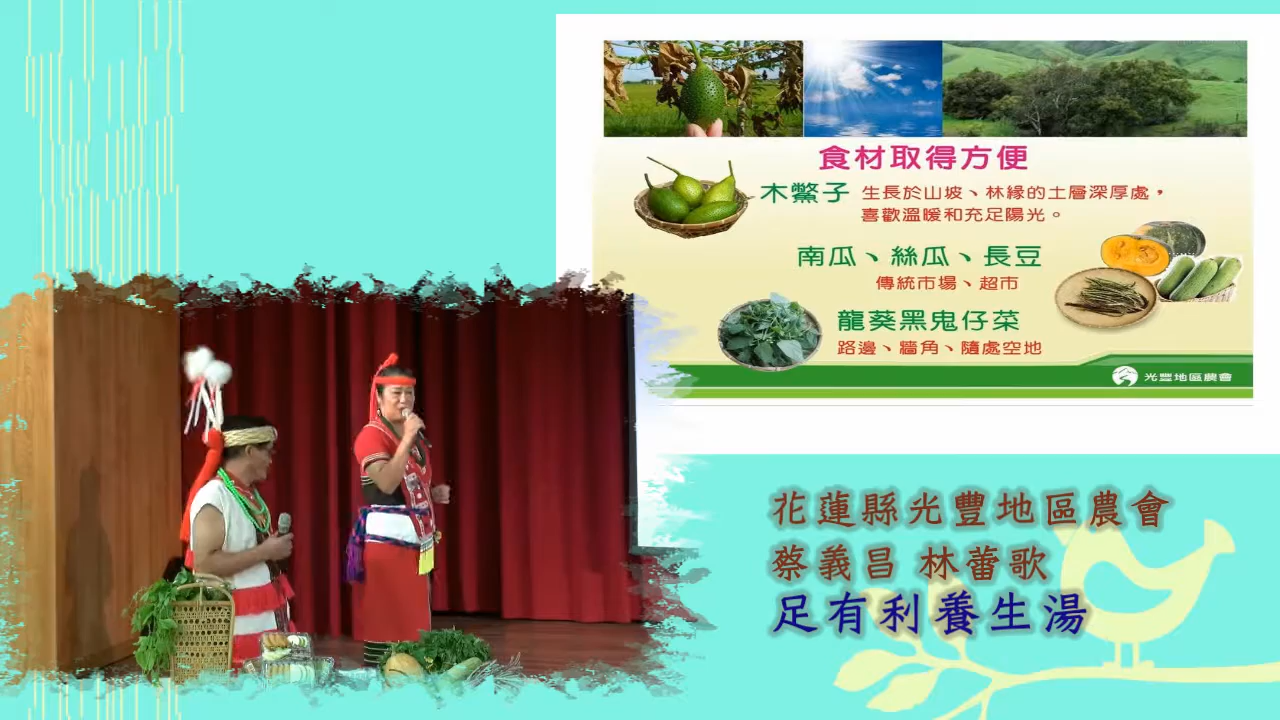 食材取得方便
木鱉子 生長於山坡、林緣的土層深厚處，
喜歡溫暖和充足陽光。
南瓜、絲瓜、長豆
傳統市場、超市
龍葵黑鬼仔菜
路邊、牆角、隨處空地
光豐地區農會
花蓮縣光豐地區農會
蔡義昌 林蕾歌
足有利養生湯